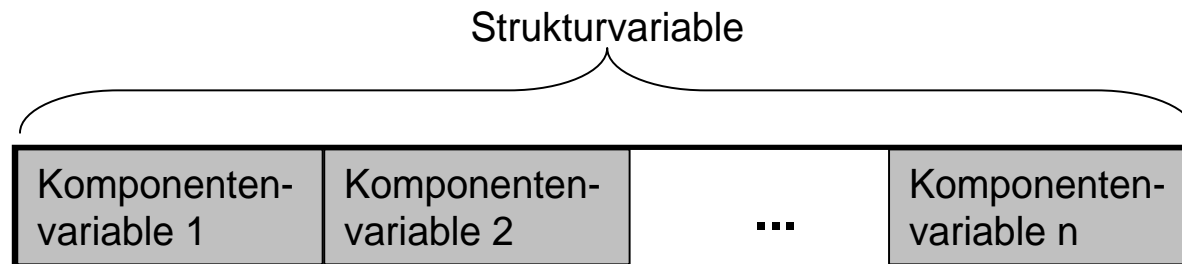 Strukturvariable
Komponenten- Komponenten- Komponenten-
variable 1 variable 2 ... variable n